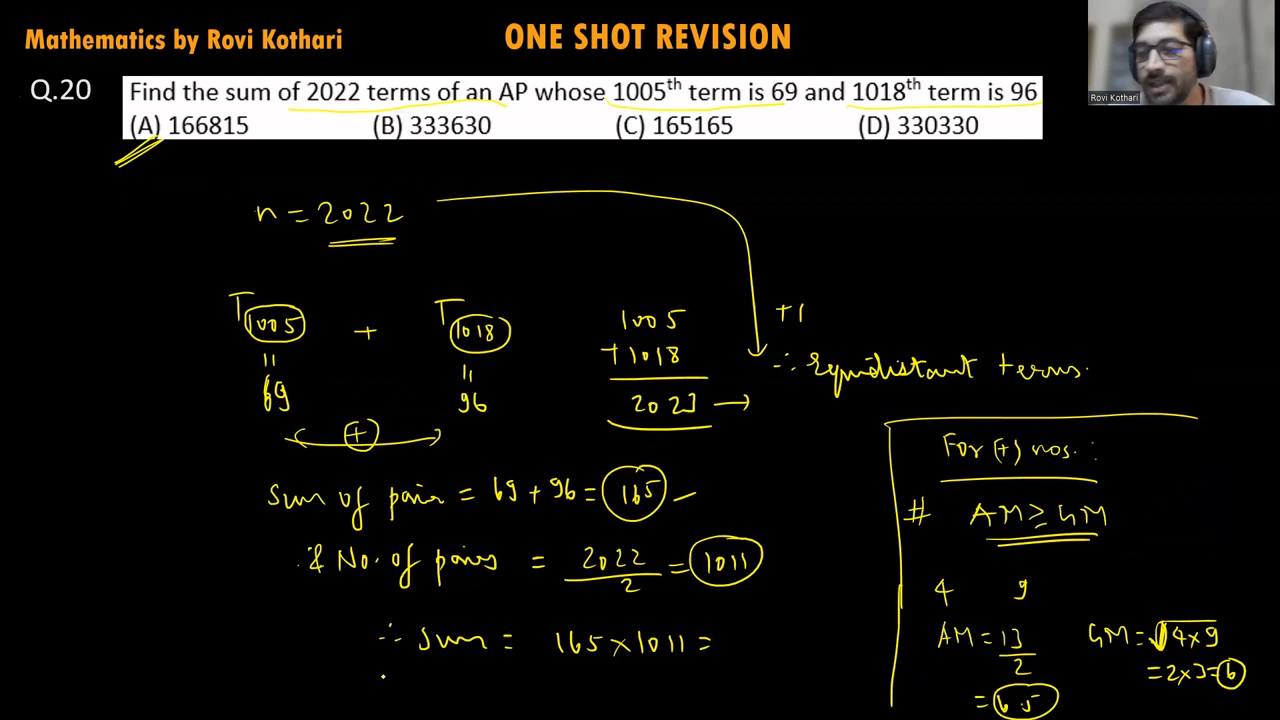 Mathematics by Rovi Kothari
ONE SHOT REVISION
Rovi Kothari
Q.20
Find the sum of 2022 terms of an AP whose 1005th term is 69 and 1018th term is 96
(A) 166815 (B) 333630 (C) 165165 (D) 330330
n = 2022
T1005 + T1018
= =
69 96
+
1005
+1018
2023 →
+1
∴ Equidistant terms.
Sum of pair = 69 + 96 = 165
& No. of pairs = 2022/2 = 1011
∴ Sum = 165 × 1011 =
For (+) nos. :
# AM ≥ GM
4 9
AM = 13/2
= 6.5
GM = √4×9
= 2×3 = 6